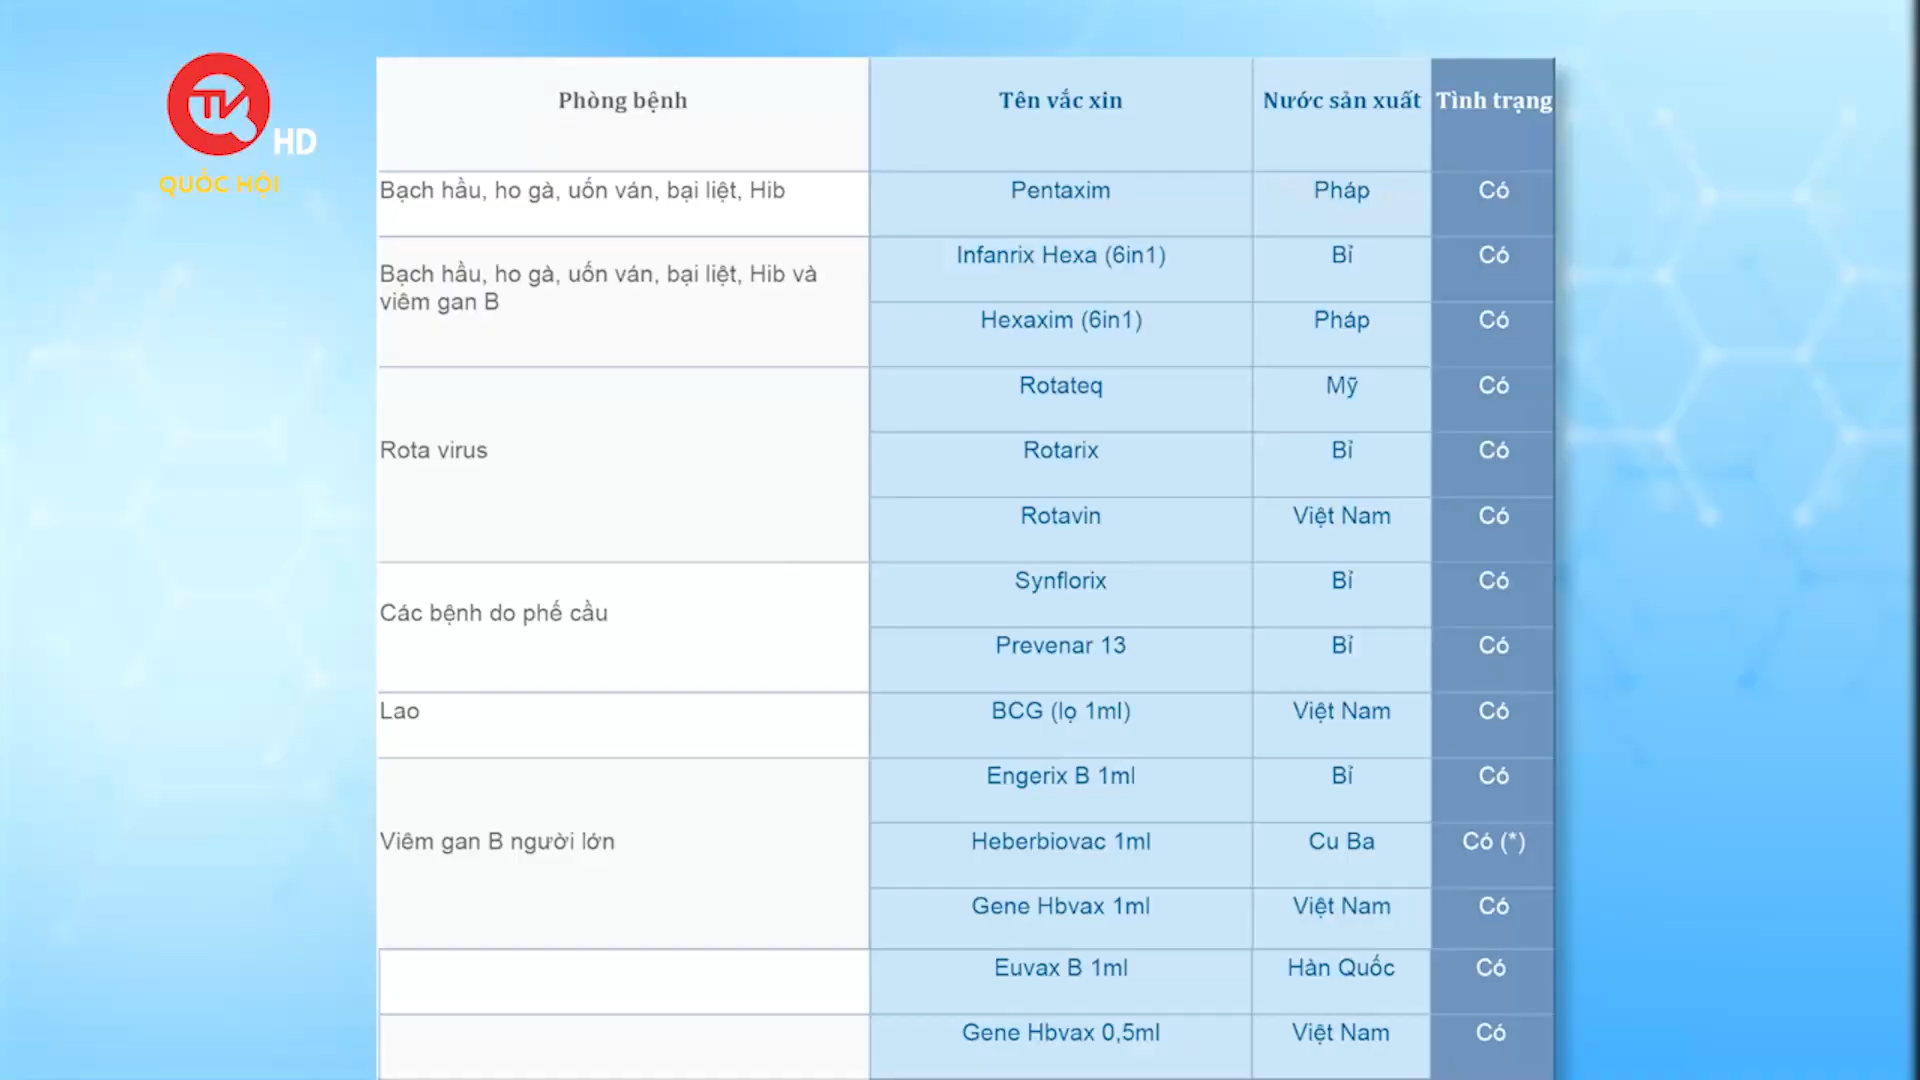 TV
HD
QUỐC HỘI
Phòng bệnh Tên vắc xin Nước sản xuất Tình trạng
Bạch hầu, ho gà, uốn ván, bại liệt, Hib Pentaxim Pháp Có
Bạch hầu, ho gà, uốn ván, bại liệt, Hib và
viêm gan B
Infanrix Hexa (6in1) Bỉ Có
Hexaxim (6in1) Pháp Có
Rota virus
Rotateq Mỹ Có
Rotarix Bỉ Có
Rotavin Việt Nam Có
Các bệnh do phế cầu
Synflorix Bỉ Có
Prevenar 13 Bỉ Có
Lao BCG (lọ 1ml) Việt Nam Có
Viêm gan B người lớn
Engerix B 1ml Bỉ Có
Heberbiovac 1ml Cu Ba Có (*)
Gene Hbvax 1ml Việt Nam Có
Euvax B 1ml Hàn Quốc Có
Gene Hbvax 0,5ml Việt Nam Có